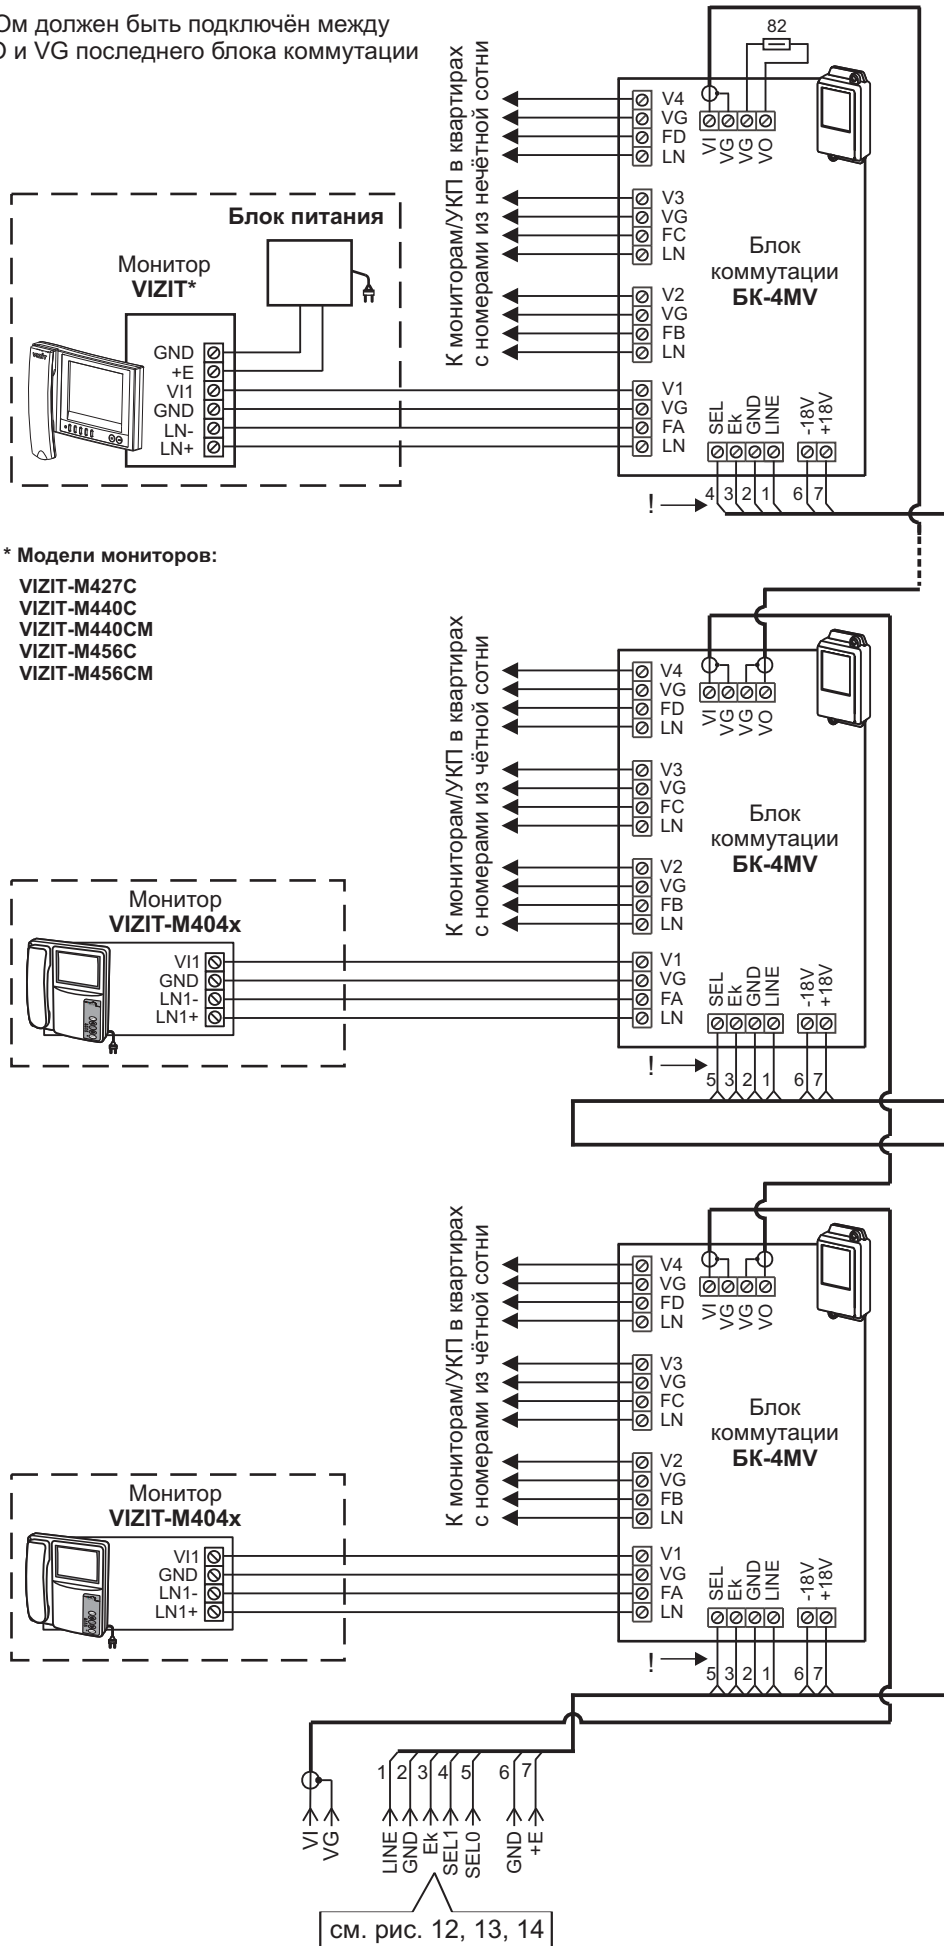 Ом должен быть подключён между
и VG последнего блока коммутации
82
К мониторам/УКП в квартирах
с номерами из нечётной сотни
V4
VG
FD
LN
VI
VG
VG
VO
V3
VG
FC
LN
Блок
коммутации
БК-4MV
V2
VG
FB
LN
V1
VG
FA
LN
SEL
Ek
GND
LINE
-18V
+18V
!
4
3
2
1
6
7
Блок питания
Монитор
VIZIT*
GND
+E
VI1
GND
LN-
LN+
* Модели мониторов:
VIZIT-M427C
VIZIT-M440C
VIZIT-M440CM
VIZIT-M456C
VIZIT-M456CM
К мониторам/УКП в квартирах
с номерами из чётной сотни
V4
VG
FD
LN
VI
VG
VG
VO
V3
VG
FC
LN
Блок
коммутации
БК-4MV
V2
VG
FB
LN
V1
VG
FA
LN
SEL
Ek
GND
LINE
-18V
+18V
!
5
3
2
1
6
7
Монитор
VIZIT-M404x
VI1
GND
LN1-
LN1+
К мониторам/УКП в квартирах
с номерами из чётной сотни
V4
VG
FD
LN
VI
VG
VG
VO
V3
VG
FC
LN
Блок
коммутации
БК-4MV
V2
VG
FB
LN
V1
VG
FA
LN
SEL
Ek
GND
LINE
-18V
+18V
!
5
3
2
1
6
7
Монитор
VIZIT-M404x
VI1
GND
LN1-
LN1+
1
2
3
4
5
6
7
VI
VG
LINE
GND
Ek
SEL1
SEL0
GND
+E
см. рис. 12, 13, 14